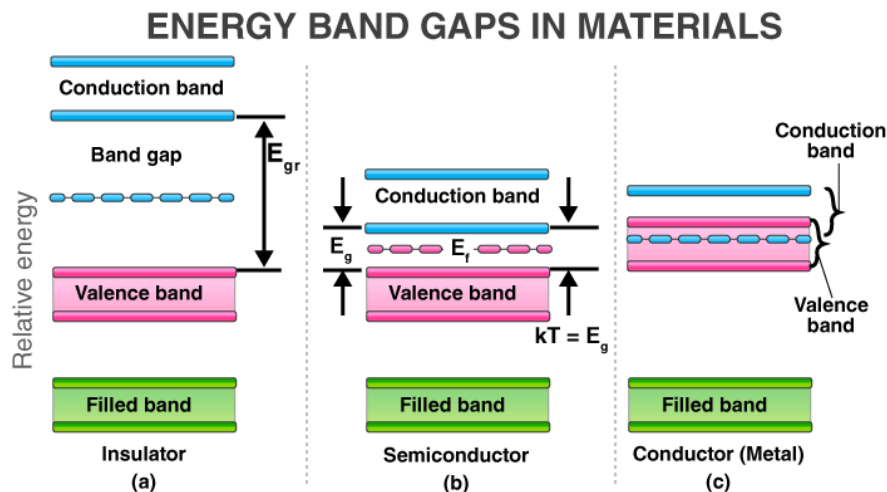 ENERGY BAND GAPS IN MATERIALS
Relative energy
Conduction band
Band gap
E gr
Valence band
Filled band
Insulator
(a)
Conduction band
E g
E f
Valence band
kT = E g
Filled band
Semiconductor
(b)
Conduction
band
Valence
band
Filled band
Conductor (Metal)
(c)